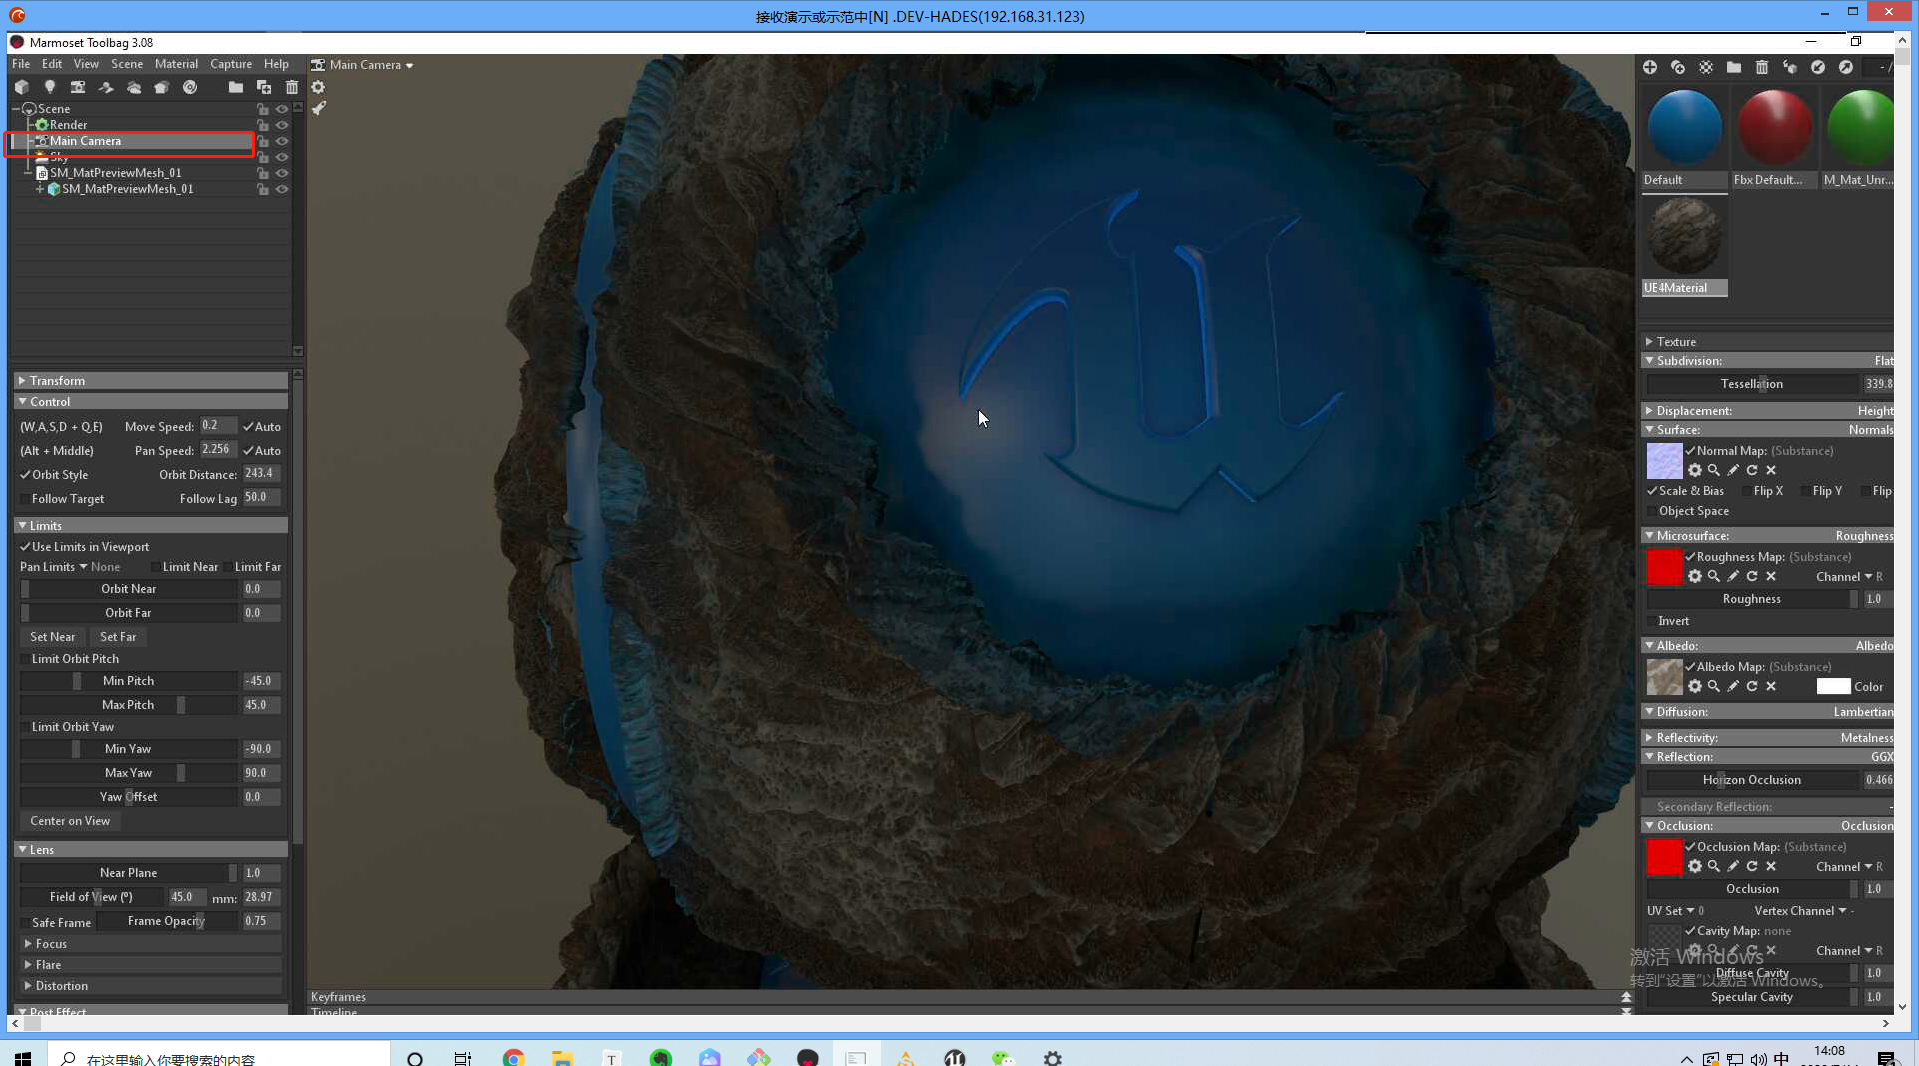 接收演示或示范中[N] .DEV-HADES(192.168.31.123)
Marmoset Toolbag 3.08
File Edit View Scene Material Capture Help
Main Camera
Scene
Render
Main Camera
Sky
SM_MatPreviewMesh_01
SM_MatPreviewMesh_01
Transform
Control
(W,A,S,D + Q,E) Move Speed: 0.2 Auto
(Alt + Middle) Pan Speed: 2.256 Auto
Orbit Style Orbit Distance: 243.4
Follow Target Follow Lag 50.0
Limits
Use Limits in Viewport
Pan Limits None Limit Near Limit Far
Orbit Near 0.0
Orbit Far 0.0
Set Near Set Far
Limit Orbit Pitch
Min Pitch -45.0
Max Pitch 45.0
Limit Orbit Yaw
Min Yaw -90.0
Max Yaw 90.0
Yaw Offset 0.0
Center on View
Lens
Near Plane 1.0
Field of View (º) 45.0 mm: 28.97
Safe Frame Frame Opacity 0.75
Focus
Flare
Distortion
Post Effect
Keyframes
Timeline
Default Fbx Default... M_Mat_Unr...
UE4Material
Texture
Subdivision: Flat
Tessellation 339.8
Displacement: Height
Surface: Normals
Normal Map: (Substance)
Scale & Bias Flip X Flip Y Flip
Object Space
Microsurface: Roughness
Roughness Map: (Substance)
Channel R
Roughness 1.0
Invert
Albedo: Albedo
Albedo Map: (Substance)
Color
Diffusion: Lambertian
Reflectivity: Metalness
Reflection: GGX
Horizon Occlusion 0.466
Secondary Reflection: -
Occlusion: Occlusion
Occlusion Map: (Substance)
Channel R
Occlusion 1.0
UV Set 0 Vertex Channel -
Cavity Map: none
Channel R
Diffuse Cavity 1.0
Specular Cavity 1.0
激活 Windows
转到"设置"以激活 Windows。
在这里输入你要搜索的内容
T
中
14:08